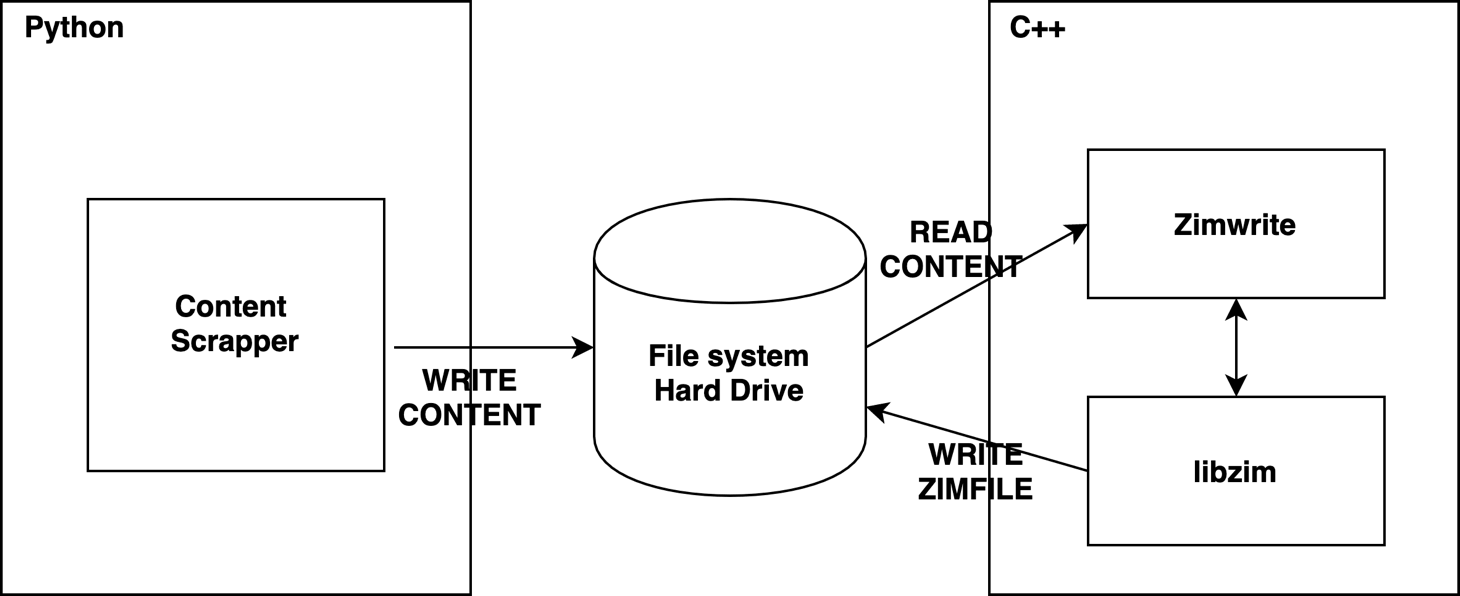 Python
C++
Content
Scrapper
WRITE
CONTENT
File system
Hard Drive
READ
CONTENT
Zimwrite
WRITE
ZIMFILE
libzim